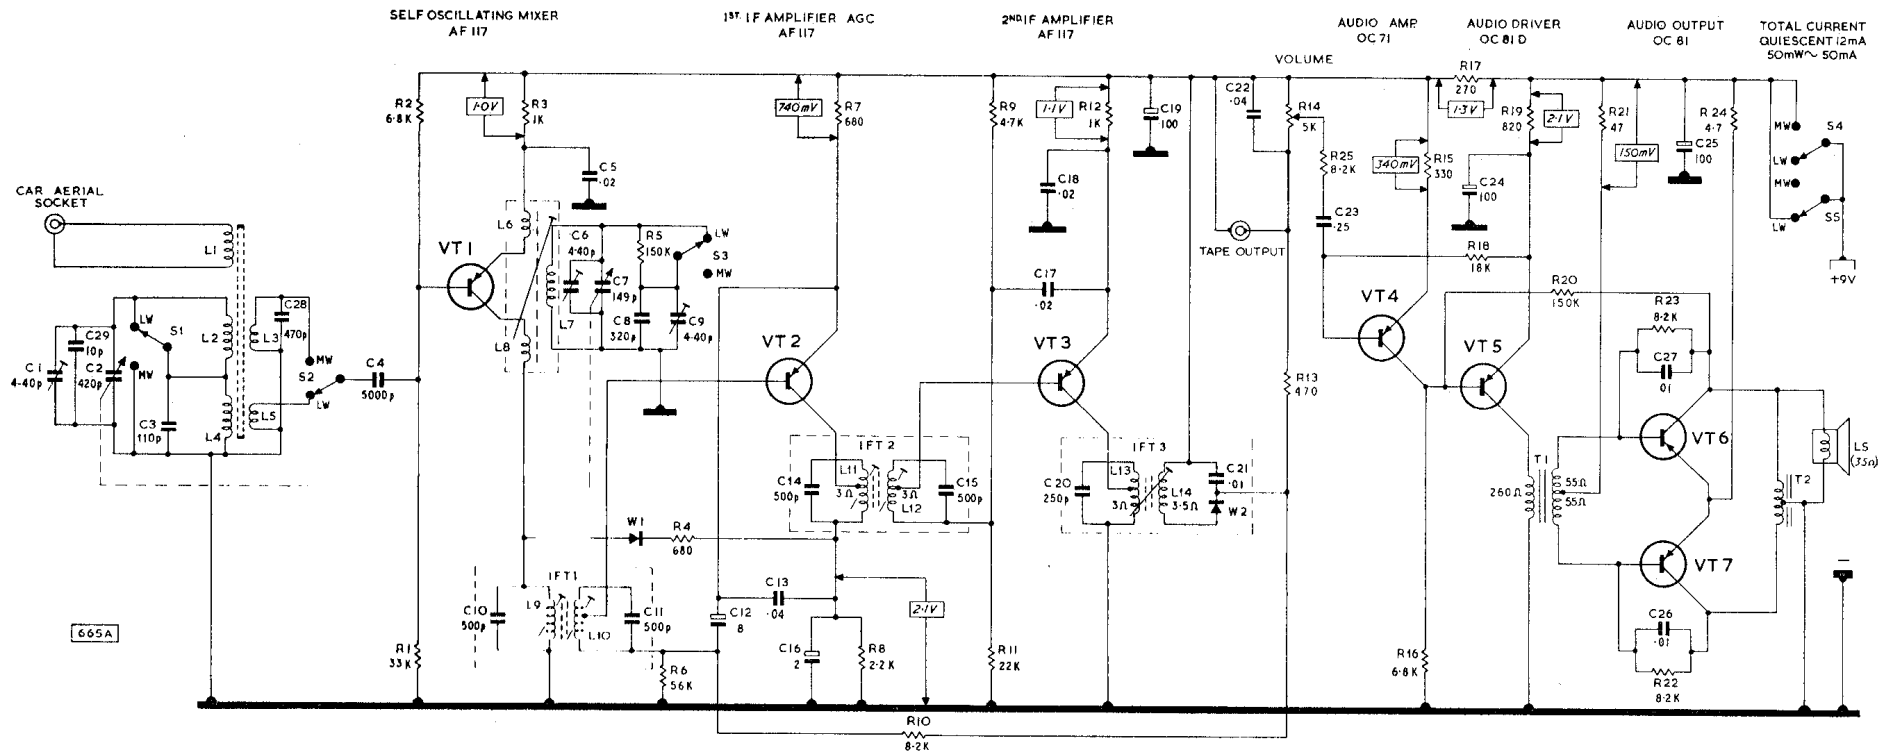 SELF OSCILLATING MIXER
AF 117
1ST. IF AMPLIFIER AGC
AF 117
2ND IF AMPLIFIER
AF 117
AUDIO AMP.
OC 71
AUDIO DRIVER
OC 81 D
AUDIO OUTPUT
OC 81
TOTAL CURRENT
QUIESCENT 12mA
50mW~ 50mA
VOLUME
R2
6.8K
1.0V
R3
1K
740mV
R7
680
R9
4.7K
1.1V
R12
1K
C19
100
C22
.04
R14
5K
R17
270
1.3V
R19
820
2.1V
R21
47
150mV
C25
100
R24
4.7
MW
S4
LW
MW
S5
LW
+9V
CAR AERIAL
SOCKET
L1
C5
.02
C18
.02
R25
8.2K
340mV
R15
330
C24
100
C23
.25
R18
18K
TAPE OUTPUT
VT1
L6
C6
4-40p
R5
150K
LW
S3
MW
C7
149p
L7
C8
320p
C9
4-40p
L8
C17
.02
VT4
R20
150K
R23
8.2K
C27
.01
C28
470p
LW
S1
C29
10p
L2
L3
C1
4-40p
C2
420p
MW
MW
S2
LW
C4
5000p
L4
L5
C3
110p
VT2
VT3
R13
470
VT5
VT6
LS
(35Ω)
IFT 2
L11
C14
500p
3Ω
3Ω
L12
C15
500p
IFT 3
L13
C20
250p
3Ω
L14
3.5Ω
C21
.01
W2
T1
260Ω
55Ω
55Ω
T2
W1
R4
680
VT7
IFT1
C10
500p
L9
L10
C11
500p
C13
.04
C12
8
2.1V
665A
R1
33K
R6
56K
C16
2
R8
2.2K
R11
22K
R16
6.8K
C26
.01
R22
8.2K
R10
8.2K